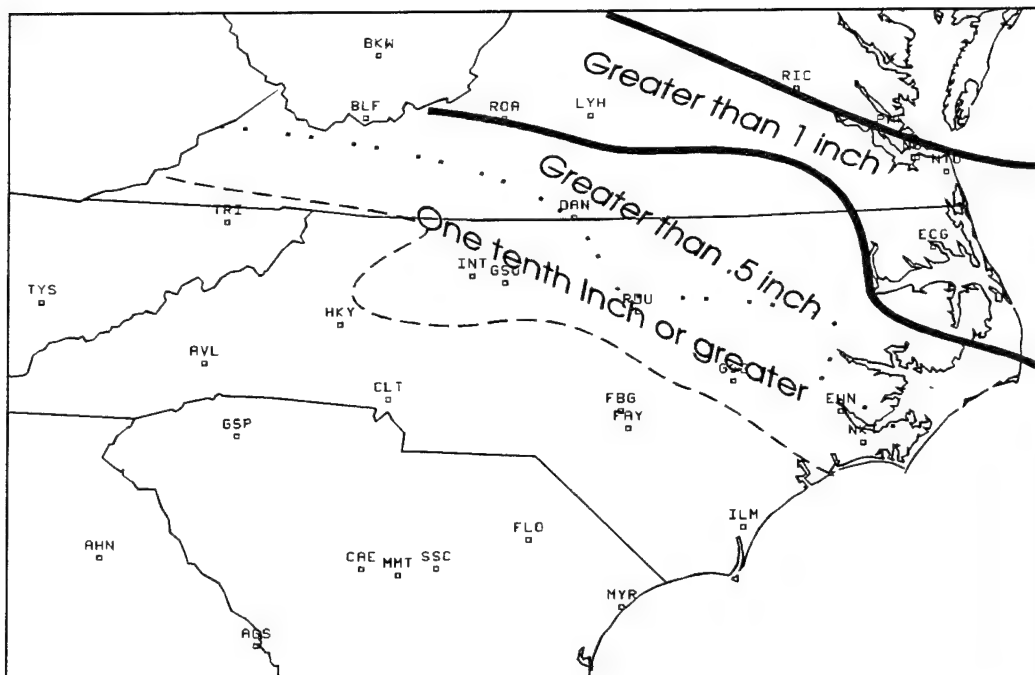 BKW
RIC
Greater than 1 inch
BLF
ROA
LYH
NTU
Greater than .5 inch
TRI
DAN
ECG
One tenth Inch or greater
INT
GSO
TYS
RDU
HKY
AVL
CLT
FBG
EWN
GSP
FAY
NK
ILM
FLO
AHN
CAE
MMT
SSC
MYR
AGS